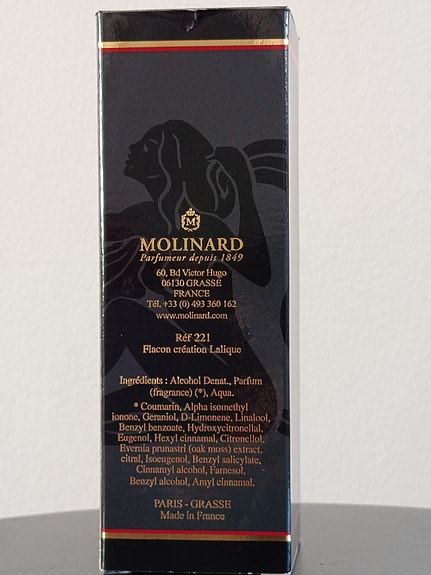 M
MOLINARD
Parfumeur depuis 1849
60, Bd Victor Hugo
06130 GRASSE
FRANCE
Tél. +33 (0) 493 360 162
www.molinard.com
Réf 221
Flacon création Lalique
Ingrédients : Alcohol Denat., Parfum
(fragrance) (*), Aqua.
* Coumarin, Alpha isomethyl
ionone, Geraniol, D-Limonene, Linalool,
Benzyl benzoate, Hydroxycitronellal,
Eugenol, Hexyl cinnamal, Citronellol,
Evernia prunastri (oak moss) extract,
citral, Isoeugenol, Benzyl salicylate,
Cinnamyl alcohol, Farnesol,
Benzyl alcohol, Amyl cinnamal.
PARIS - GRASSE
Made in France